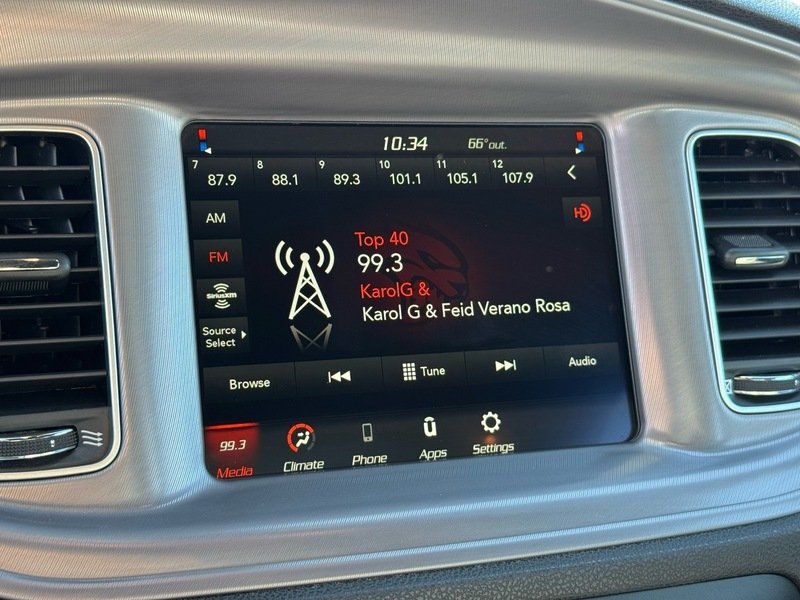 10:34 66° out.
7 8 9 10 11 12
87.9 88.1 89.3 101.1 105.1 107.9
AM
HD
Top 40
99.3
FM
KarolG &
SiriusXM
Karol G & Feid Verano Rosa
Source
Select
Browse Tune Audio
99.3
Media Climate Phone Apps Settings